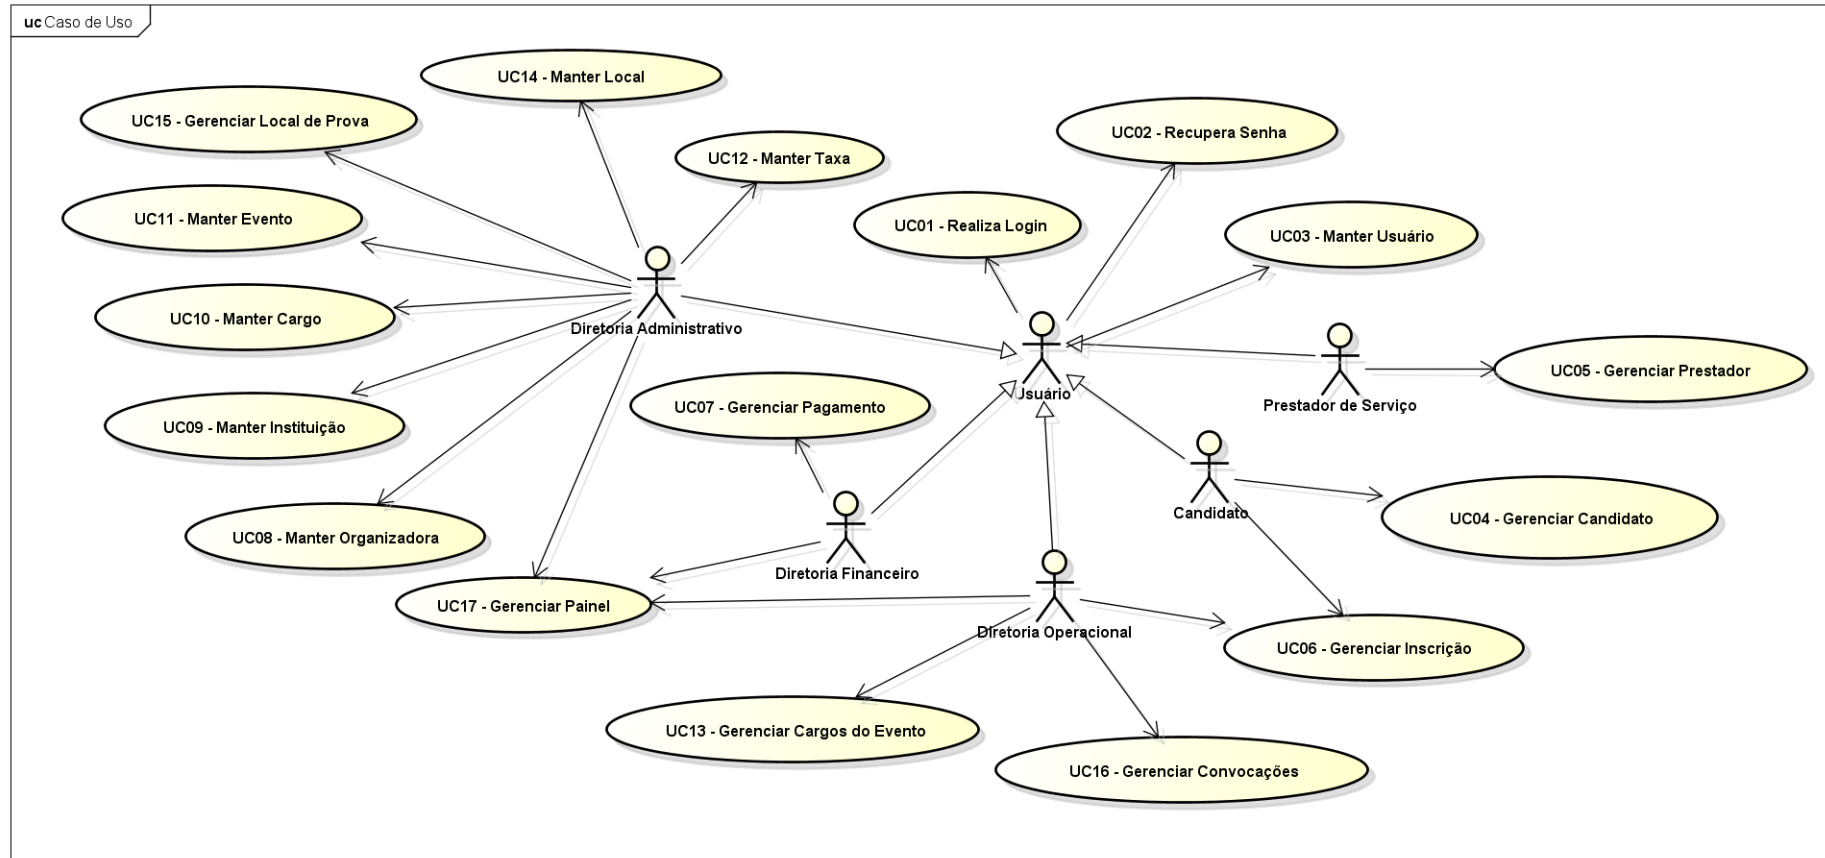 uc Caso de Uso
UC14 - Manter Local
UC15 - Gerenciar Local de Prova
UC02 - Recupera Senha
UC12 - Manter Taxa
UC11 - Manter Evento
UC01 - Realiza Login
UC03 - Manter Usuário
UC10 - Manter Cargo
Diretoria Administrativo
UC05 - Gerenciar Prestador
Usuário
Prestador de Serviço
UC07 - Gerenciar Pagamento
UC09 - Manter Instituição
Candidato
UC04 - Gerenciar Candidato
UC08 - Manter Organizadora
Diretoria Financeiro
UC17 - Gerenciar Painel
Diretoria Operacional
UC06 - Gerenciar Inscrição
UC13 - Gerenciar Cargos do Evento
UC16 - Gerenciar Convocações